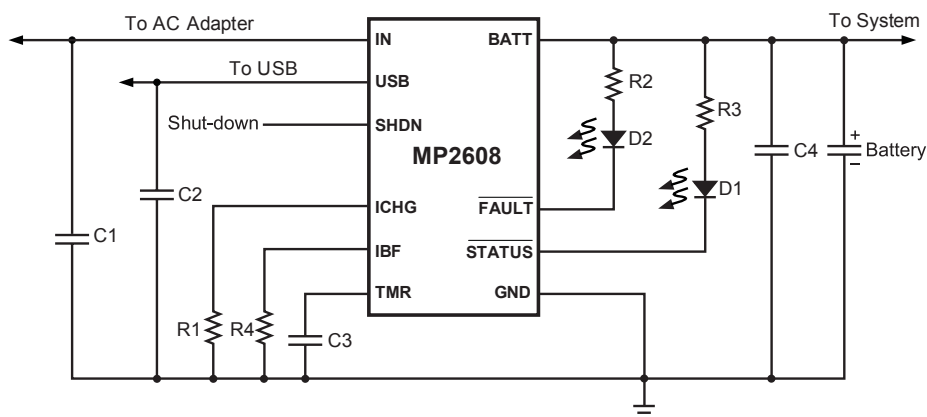 To AC Adapter
To System
IN
BATT
To USB
USB
R2
R3
Shut-down
SHDN
D2
MP2608
C4
+
Battery
–
C2
D1
ICHG
FAULT
C1
IBF
STATUS
TMR
GND
R1
R4
C3